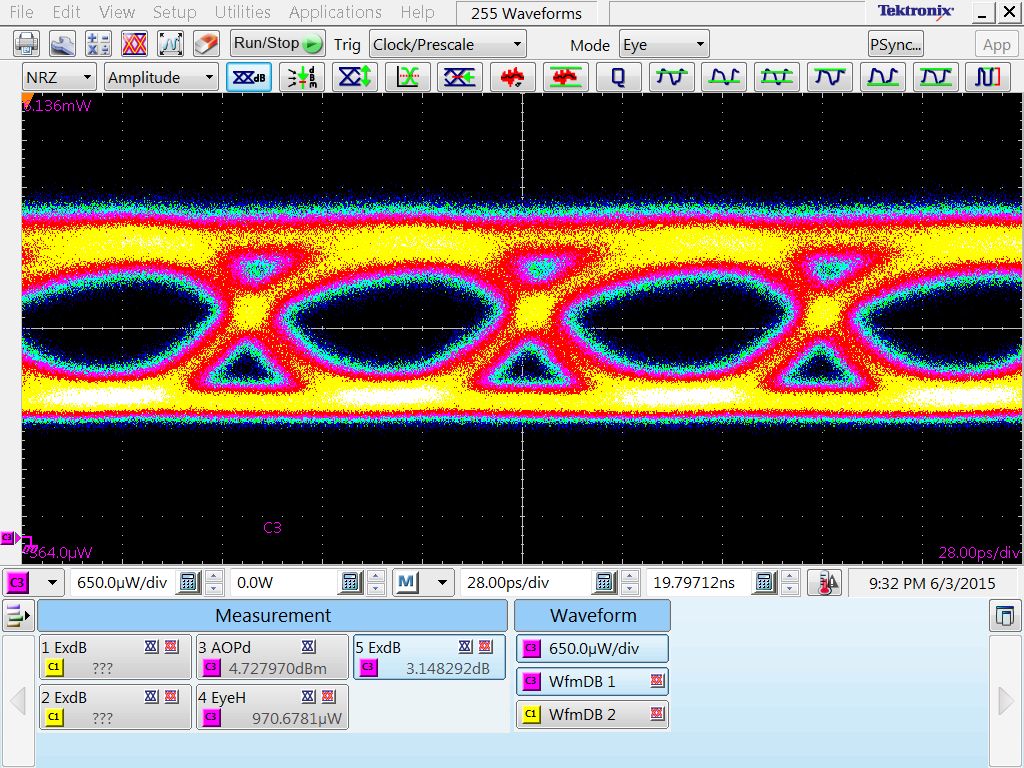 File Edit View Setup Utilities Applications Help 255 Waveforms Tektronix
Run/Stop Trig Clock/Prescale Mode Eye PSync... App
NRZ Amplitude dB dBm Q
6.136mW
C3
C3
-364.0µW 28.00ps/div
C3 650.0µW/div 0.0W M 28.00ps/div 19.79712ns 9:32 PM 6/3/2015
Measurement Waveform
1 ExdB 3 AOPd 5 ExdB C3 650.0µW/div
C1 ??? C3 4.727970dBm C3 3.148292dB
C3 WfmDB 1
2 ExdB 4 EyeH
C1 ??? C3 970.6781µW C1 WfmDB 2